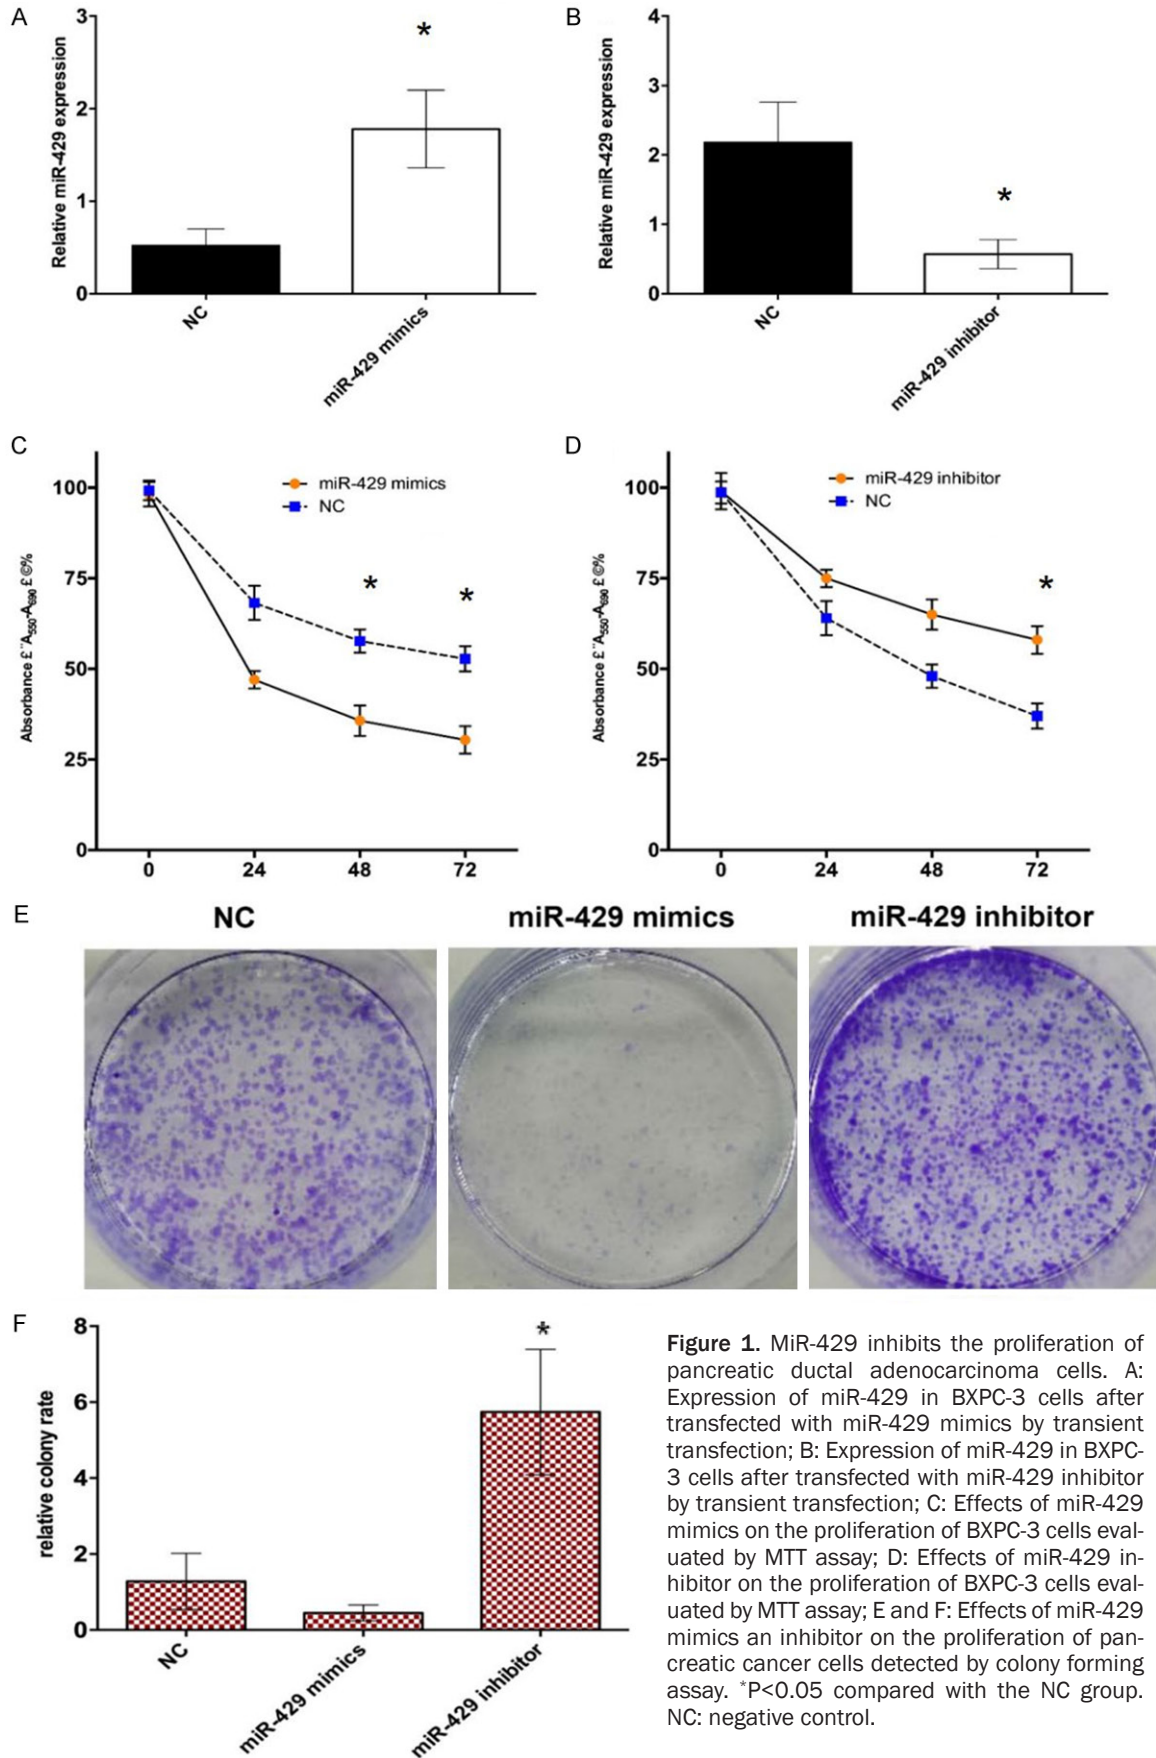 A
3
2
1
0
Relative miR-429 expression
*
NC
miR-429 mimics
B
4
3
2
1
0
Relative miR-429 expression
*
NC
miR-429 inhibitor
C
100
75
50
25
0
Absorbance £¨A550-A690 £©%
miR-429 mimics
NC
*
*
0 24 48 72
D
100
75
50
25
0
Absorbance £¨A550-A690 £©%
miR-429 inhibitor
NC
*
0 24 48 72
E
NC
miR-429 mimics
miR-429 inhibitor
F
8
6
4
2
0
relative colony rate
*
NC
miR-429 mimics
miR-429 inhibitor
Figure 1. MiR-429 inhibits the proliferation of
pancreatic ductal adenocarcinoma cells. A:
Expression of miR-429 in BXPC-3 cells after
transfected with miR-429 mimics by transient
transfection; B: Expression of miR-429 in BXPC-
3 cells after transfected with miR-429 inhibitor
by transient transfection; C: Effects of miR-429
mimics on the proliferation of BXPC-3 cells eval-
uated by MTT assay; D: Effects of miR-429 in-
hibitor on the proliferation of BXPC-3 cells eval-
uated by MTT assay; E and F: Effects of miR-429
mimics an inhibitor on the proliferation of pan-
creatic cancer cells detected by colony forming
assay. *P<0.05 compared with the NC group.
NC: negative control.